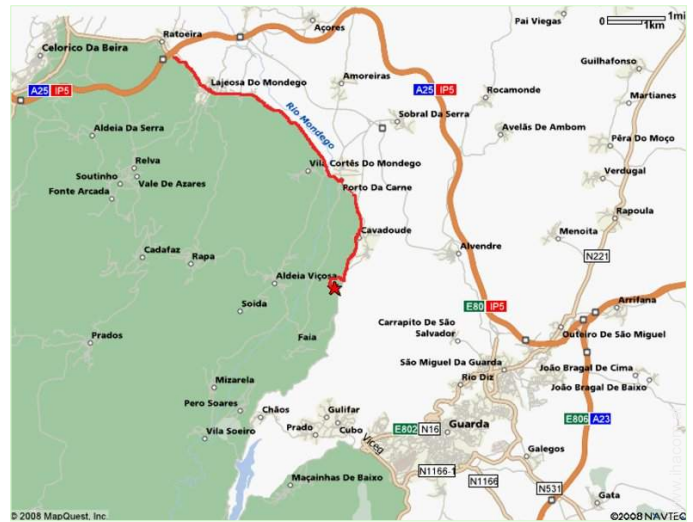 Ratoeira
Açores
Pai Viegas
0 1mi
1km
Celorico Da Beira
Guilhafonso
Lajeosa Do Mondego
Amoreiras
A25 IP5
A25 IP5
Rocamonde
Martianes
Rio Mondego
Sobral Da Serra
Aldeia Da Serra
Avelãs De Ambom
Pêra Do Moço
Relva
Vila Cortês Do Mondego
Soutinho
Vale De Azares
Verdugal
Fonte Arcada
Porto Da Carne
Rapoula
Cavadoude
Menoita
Cadafaz
Alvendre
N221
Rapa
Aldeia Viçosa
Soida
E80 IP5
Arrifana
Carrapito De São
Salvador
Outeiro De São Miguel
Prados
Faia
São Miguel Da Guarda
João Bragal De Cima
Rio Diz
João Bragal De Baixo
Mizarela
Pero Soares
Chãos
Gulifar
E806 A23
Prado
Cubo
E802 N16
Guarda
Vila Soeiro
Viceg
Galegos
N1166-1
N1166
Maçainhas De Baixo
N531
Gata
© 2008 MapQuest, Inc.
©2008 NAVTEQ